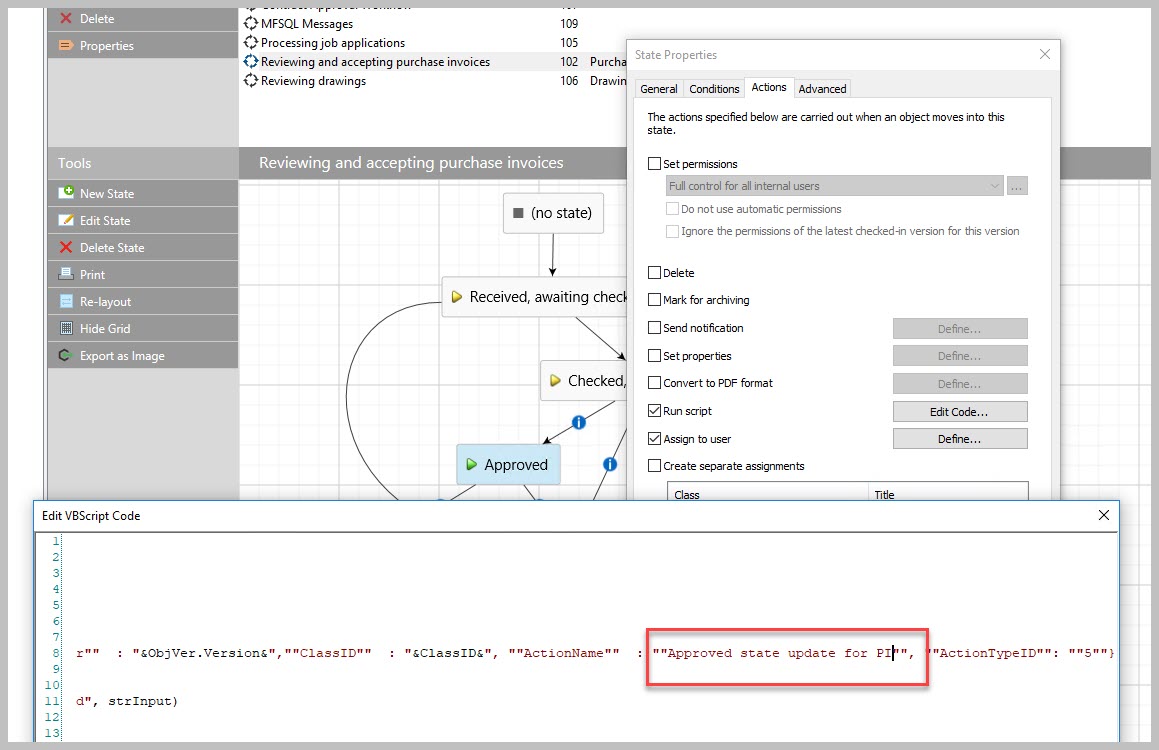 Delete
Properties
MFSQL Messages 109
Processing job applications 105
Reviewing and accepting purchase invoices 102 Purcha
Reviewing drawings 106 Drawin
Tools
New State
Edit State
Delete State
Print
Re-layout
Hide Grid
Export as Image
Reviewing and accepting purchase invoices
(no state)
Received, awaiting check
Checked,
Approved
State Properties
General Conditions Actions Advanced
The actions specified below are carried out when an object moves into this
state.
Set permissions
Full control for all internal users ...
Do not use automatic permissions
Ignore the permissions of the latest checked-in version for this version
Delete
Mark for archiving
Send notification Define...
Set properties Define...
Convert to PDF format Define...
Run script Edit Code...
Assign to user Define...
Create separate assignments
Class Title
Edit VBScript Code
1
2
3
4
5
6
7
8 r"" : "&ObjVer.Version&",""ClassID"" : "&ClassID&", ""ActionName"" : ""Approved state update for PI"", ""ActionTypeID"": ""5""}
9
10
11 d", strInput)
12
13